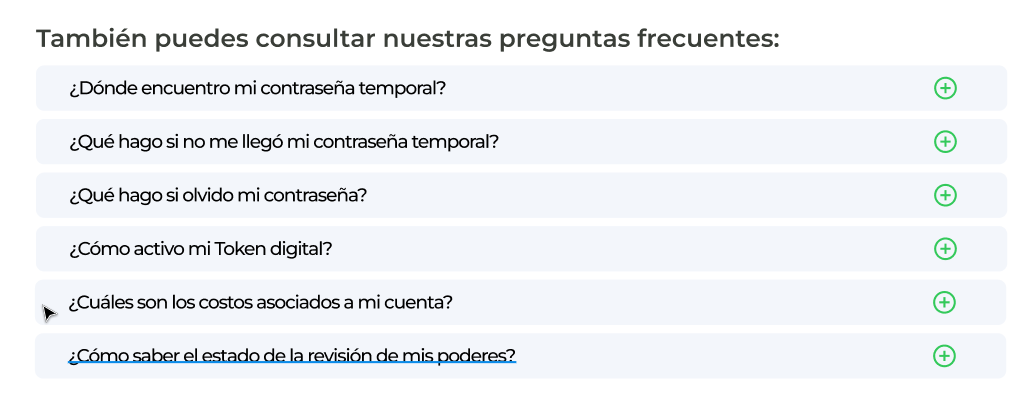 También puedes consultar nuestras preguntas frecuentes:
¿Dónde encuentro mi contraseña temporal?
¿Qué hago si no me llegó mi contraseña temporal?
¿Qué hago si olvido mi contraseña?
¿Cómo activo mi Token digital?
¿Cuáles son los costos asociados a mi cuenta?
¿Cómo saber el estado de la revisión de mis poderes?